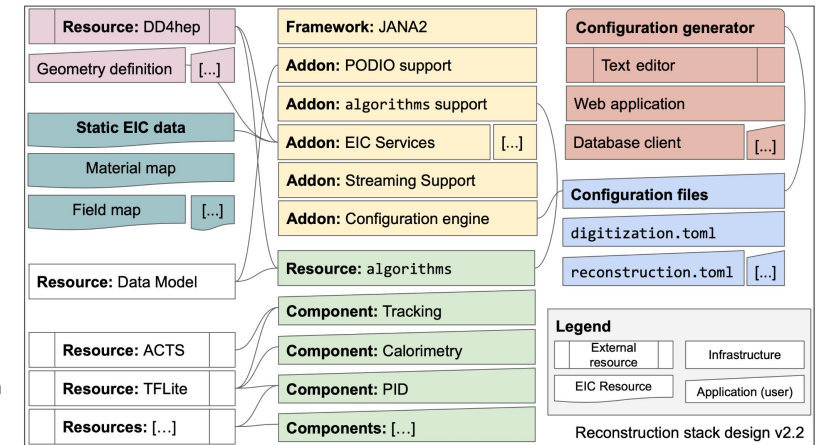 Resource: DD4hep
Geometry definition
[...]
Static EIC data
Material map
Field map
[...]
Resource: Data Model
Resource: ACTS
Resource: TFLite
Resources: [...]
Framework: JANA2
Addon: PODIO support
Addon: algorithms support
Addon: EIC Services
[...]
Addon: Streaming Support
Addon: Configuration engine
Resource: algorithms
Component: Tracking
Component: Calorimetry
Component: PID
Components: [...]
Configuration generator
Text editor
Web application
Database client
[...]
Configuration files
digitization.toml
reconstruction.toml
[...]
Legend
External
resource
Infrastructure
EIC Resource
Application (user)
Reconstruction stack design v2.2